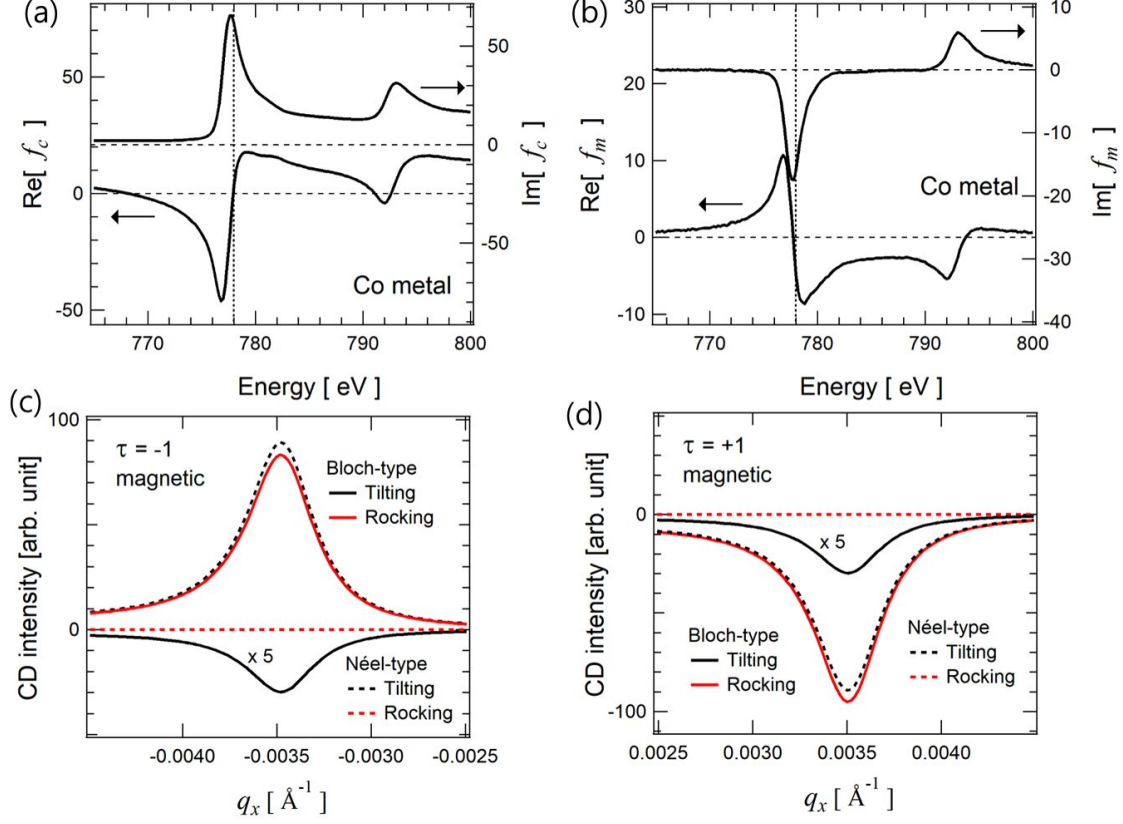 (a)
50
0
-50
Re[ f_c ]
50
0
-50
Im[ f_c ]
Co metal
770
780
790
800
Energy [ eV ]
(b)
30
20
10
0
-10
Re[ f_m ]
10
0
-10
-20
-30
-40
Im[ f_m ]
Co metal
770
780
790
800
Energy [ eV ]
(c)
100
0
CD intensity [arb. unit]
τ = -1
magnetic
Bloch-type
Tilting
Rocking
x 5
Néel-type
Tilting
Rocking
-0.0040
-0.0035
-0.0030
-0.0025
q_x [ Å⁻¹ ]
(d)
0
-100
CD intensity [arb. unit]
τ = +1
magnetic
x 5
Bloch-type
Tilting
Rocking
Néel-type
Tilting
Rocking
0.0025
0.0030
0.0035
0.0040
q_x [ Å⁻¹ ]